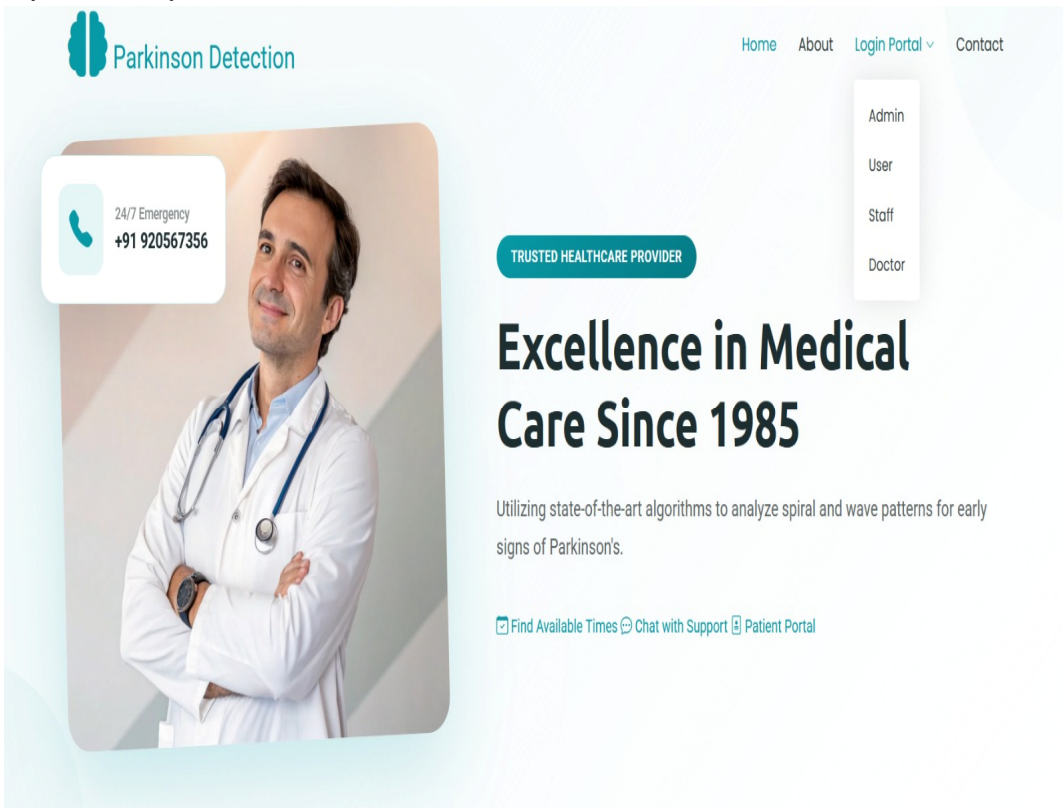 Parkinson Detection
Home About Login Portal Contact
Admin
User
Staff
Doctor
24/7 Emergency
+91 920567356
TRUSTED HEALTHCARE PROVIDER
Excellence in Medical
Care Since 1985
Utilizing state-of-the-art algorithms to analyze spiral and wave patterns for early
signs of Parkinson's.
Find Available Times Chat with Support Patient Portal